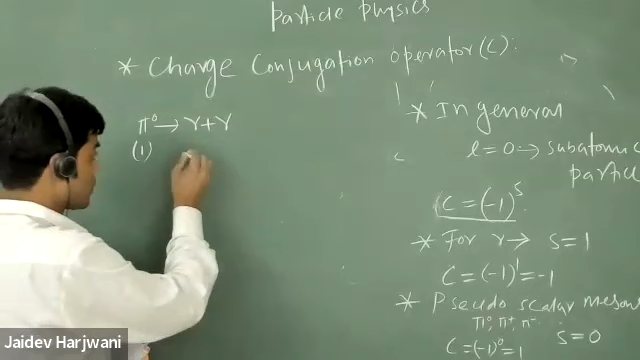 particle physics
* Charge Conjugation operator (C):
π⁰ → γ + γ
(1)
* In general
l = 0 → subatomic
particle
C = (-1)^S
* For γ → S = 1
C = (-1)¹ = -1
* Pseudo scalar mesons
π⁰, π⁺, π⁻
S = 0
C = (-1)⁰ = 1
Jaidev Harjwani